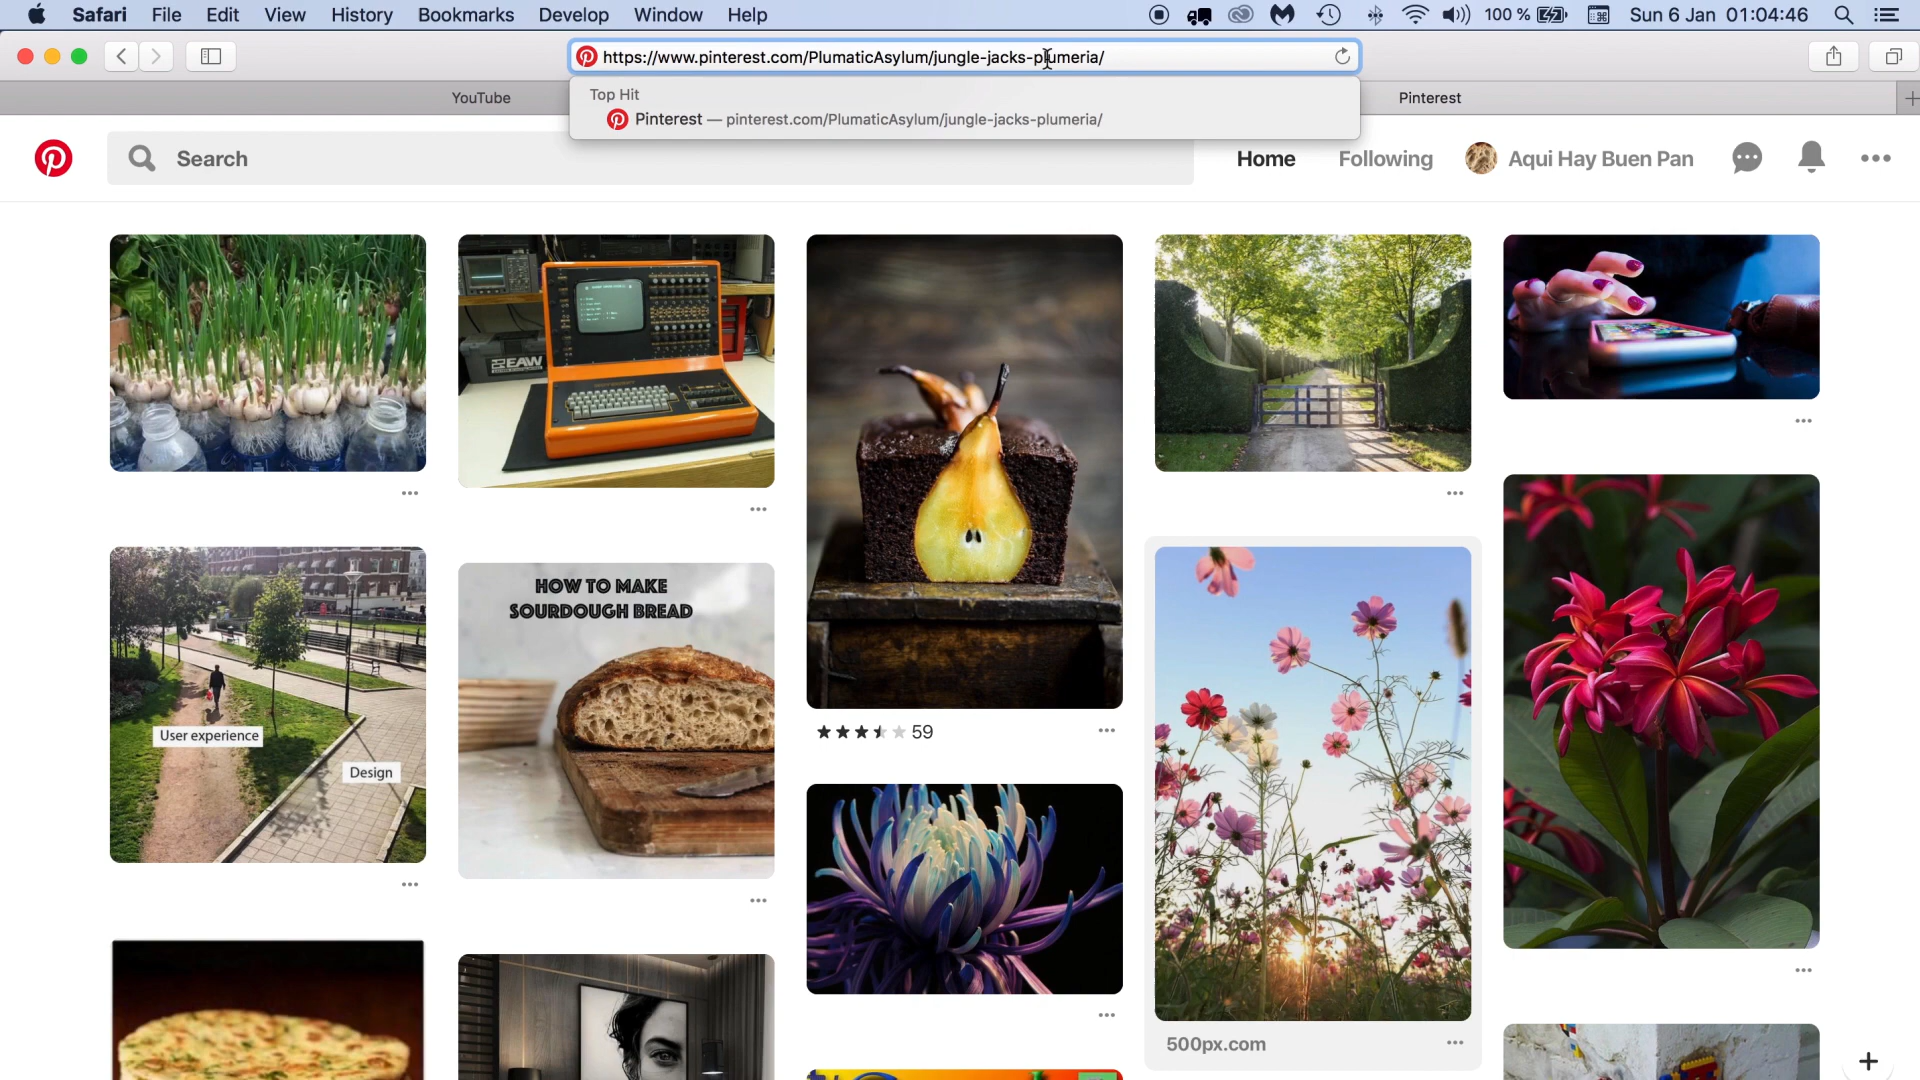 Safari File Edit View History Bookmarks Develop Window Help 100 % Sun 6 Jan 01:04:46
https://www.pinterest.com/PlumaticAsylum/jungle-jacks-plumeria/
YouTube Pinterest
Top Hit
Pinterest — pinterest.com/PlumaticAsylum/jungle-jacks-plumeria/
Search Home Following Aqui Hay Buen Pan
EAW
HOW TO MAKE
SOURDOUGH BREAD
User experience
Design
59
500px.com